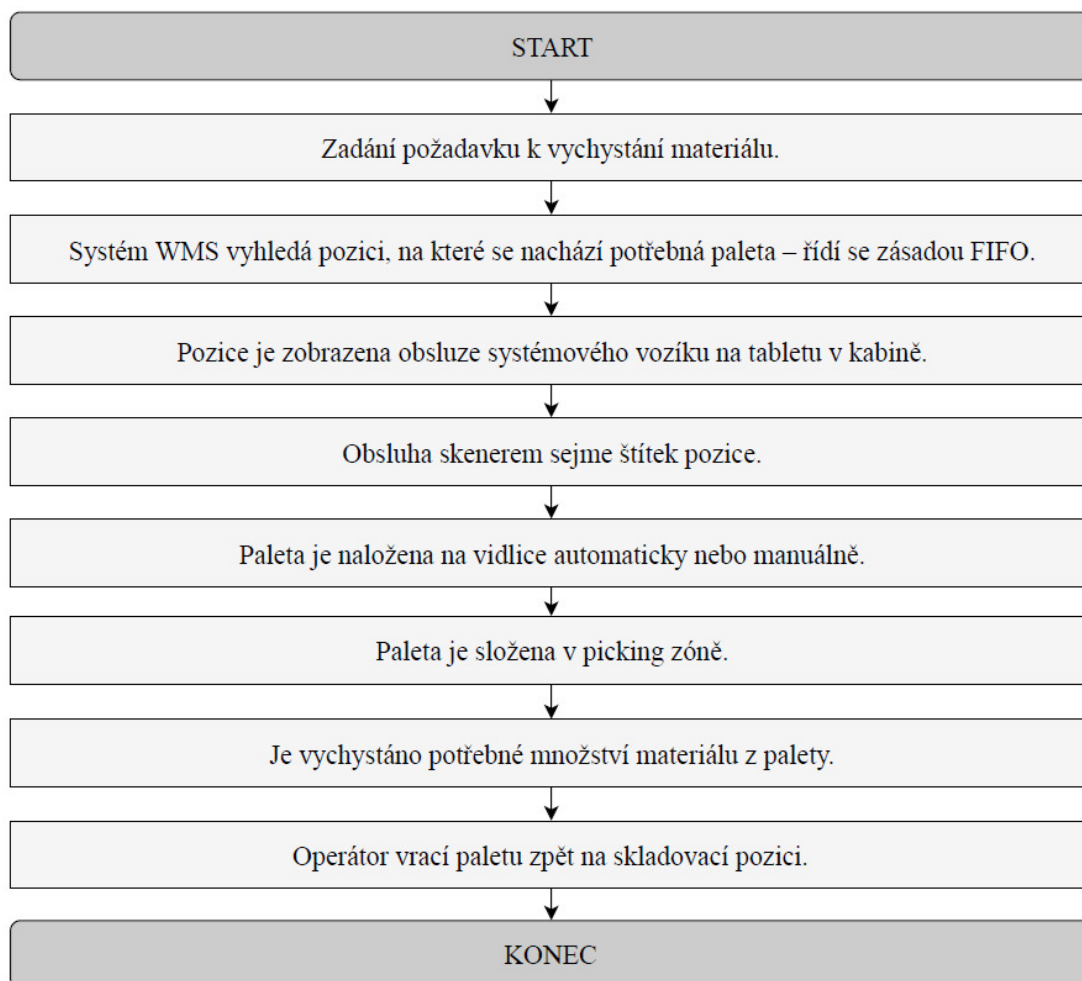 START
Zadání požadavku k vychystání materiálu.
Systém WMS vyhledá pozici, na které se nachází potřebná paleta – řídí se zásadou FIFO.
Pozice je zobrazena obsluze systémového vozíku na tabletu v kabině.
Obsluha skenerem sejme štítek pozice.
Paleta je naložena na vidlice automaticky nebo manuálně.
Paleta je složena v picking zóně.
Je vychystáno potřebné množství materiálu z palety.
Operátor vrací paletu zpět na skladovací pozici.
KONEC